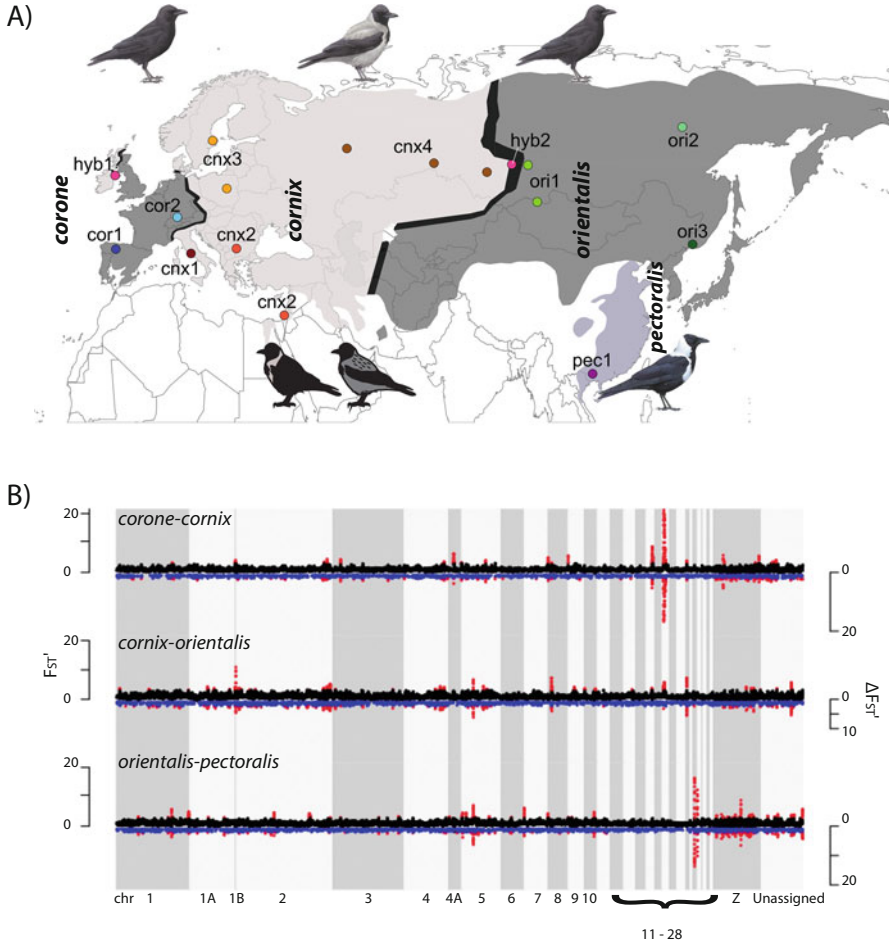 A)
hyb1
cnx3
cnx4
hyb2
ori2
corone
cor2
cornix
ori1
orientalis
cor1
cnx2
ori3
cnx1
pectoralis
cnx2
pec1
B)
20
corone-cornix
0
0
20
20
cornix-orientalis
FST'
0
0
ΔFST'
10
20
orientalis-pectoralis
0
0
20
chr 1 1A 1B 2 3 4 4A 5 6 7 8 9 10 Z Unassigned
11 - 28